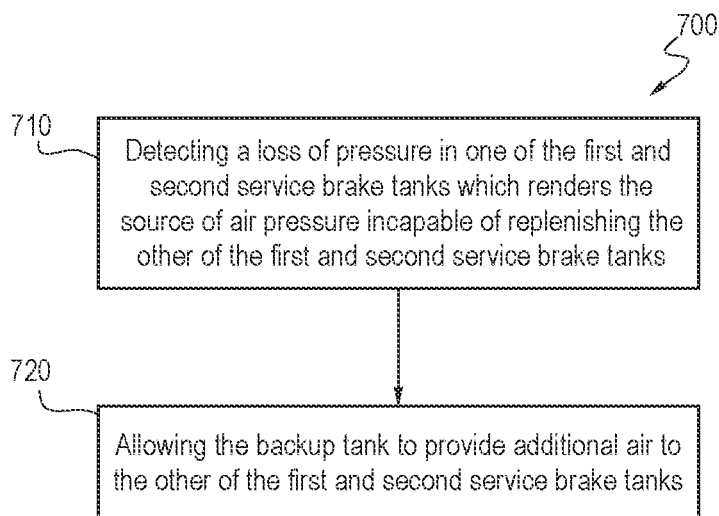 700
710
Detecting a loss of pressure in one of the first and
second service brake tanks which renders the
source of air pressure incapable of replenishing the
other of the first and second service brake tanks
720
Allowing the backup tank to provide additional air to
the other of the first and second service brake tanks